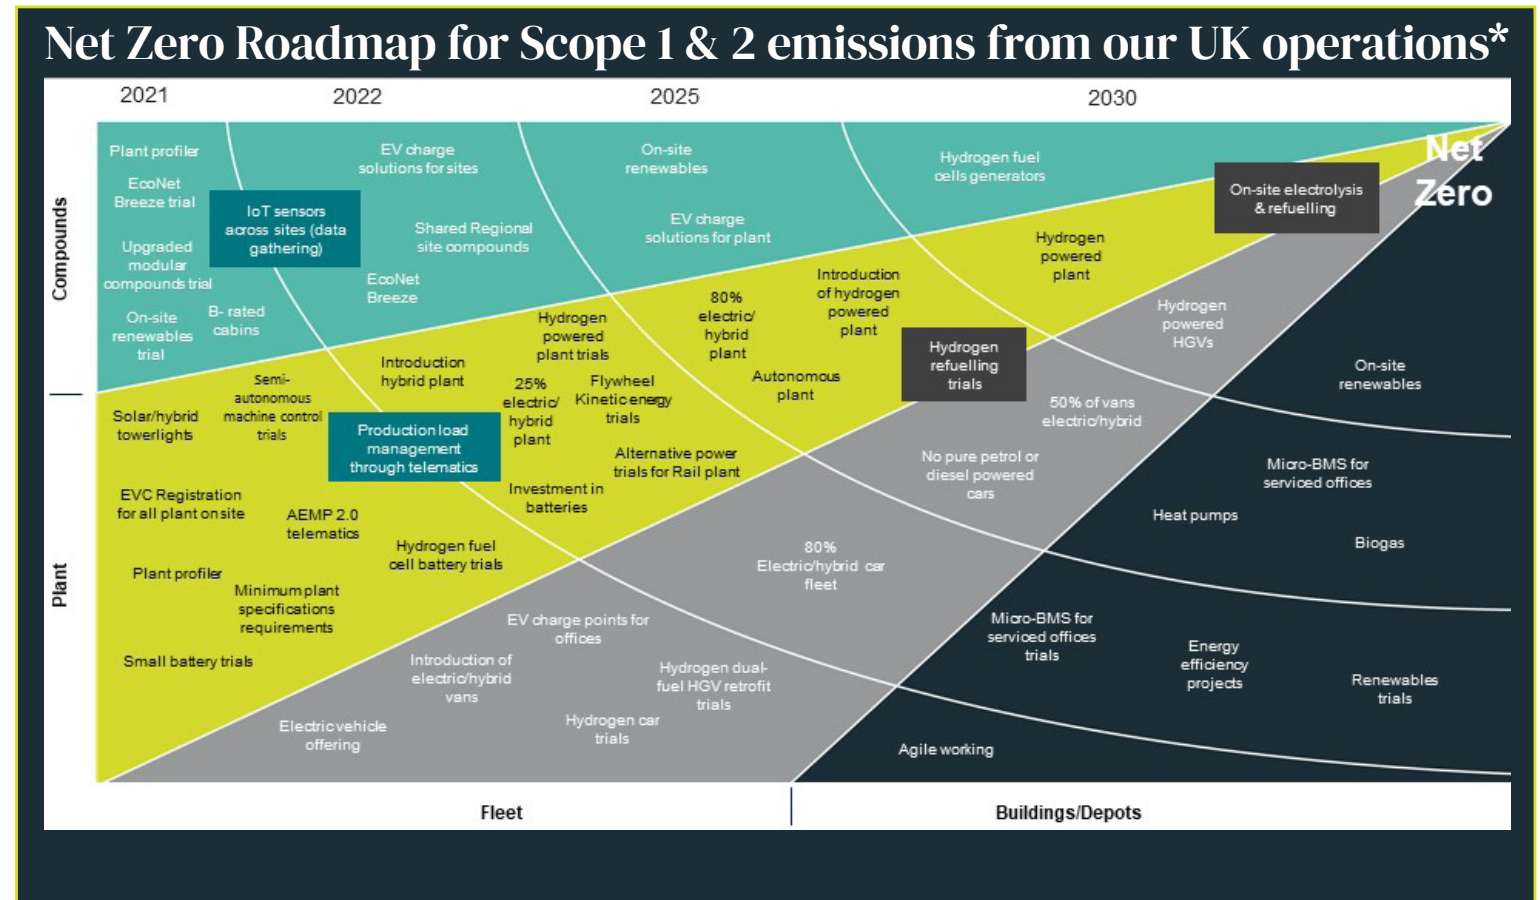 Net Zero Roadmap for Scope 1 & 2 emissions from our UK operations*
2021
2022
2025
2030
Compounds
Plant profiler
EcoNet
Breeze trial
Upgraded
modular
compounds trial
On-site
renewables
trial
B- rated
cabins
IoT sensors
across sites (data
gathering)
EV charge
solutions for sites
Shared Regional
site compounds
EcoNet
Breeze
On-site
renewables
EV charge
solutions for plant
Hydrogen fuel
cells generators
On-site electrolysis
& refuelling
Net
Zero
Plant
Solar/hybrid
towerlights
Semi-
autonomous
machine control
trials
EVC Registration
for all plant onsite
AEMP 2.0
telematics
Plant profiler
Minimum plant
specifications
requirements
Small battery trials
Introduction
hybrid plant
Production load
management
through telematics
Hydrogen fuel
cell battery trials
Hydrogen
powered
plant trials
25%
electric/
hybrid
plant
Flywheel
Kinetic energy
trials
Alternative power
trials for Rail plant
Investment in
batteries
80%
electric/
hybrid
plant
Introduction
of hydrogen
powered
plant
Autonomous
plant
Hydrogen
refuelling
trials
Hydrogen
powered
plant
Electric vehicle
offering
Introduction of
electric/hybrid
vans
EV charge points for
offices
Hydrogen dual-
fuel HGV retrofit
trials
Hydrogen car
trials
80%
Electric/hybrid car
fleet
No pure petrol or
diesel powered
cars
50% of vans
electric/hybrid
Hydrogen
powered
HGVs
Agile working
Micro-BMS for
serviced offices
trials
Energy
efficiency
projects
Renewables
trials
Heat pumps
Micro-BMS for
serviced offices
Biogas
On-site
renewables
Fleet
Buildings/Depots